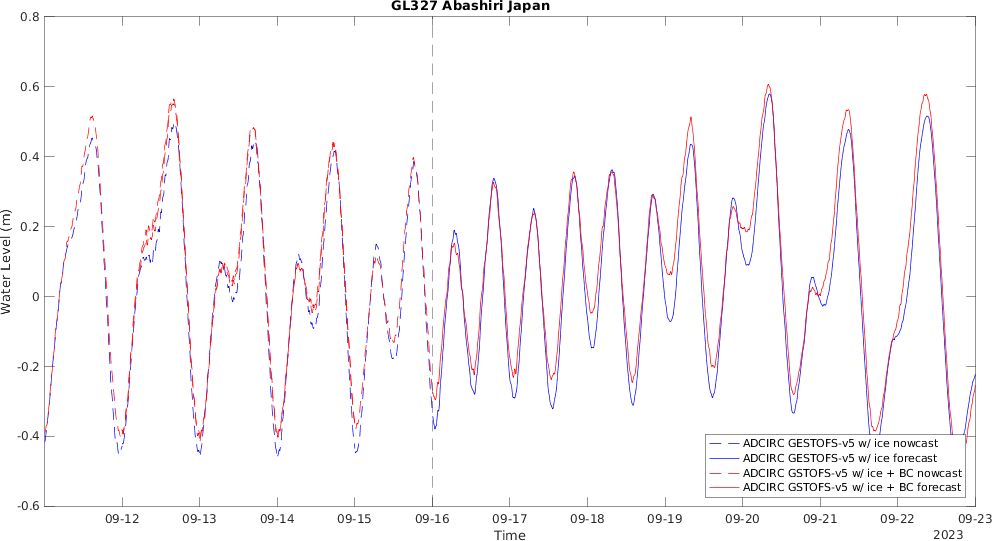 GL327 Abashiri Japan
0.8
0.6
0.4
0.2
0
-0.2
-0.4
-0.6
Water Level (m)
ADCIRC GESTOFS-v5 w/ ice nowcast
ADCIRC GESTOFS-v5 w/ ice forecast
ADCIRC GSTOFS-v5 w/ ice + BC nowcast
ADCIRC GSTOFS-v5 w/ ice + BC forecast
09-12 09-13 09-14 09-15 09-16 09-17 09-18 09-19 09-20 09-21 09-22 09-23
Time
2023